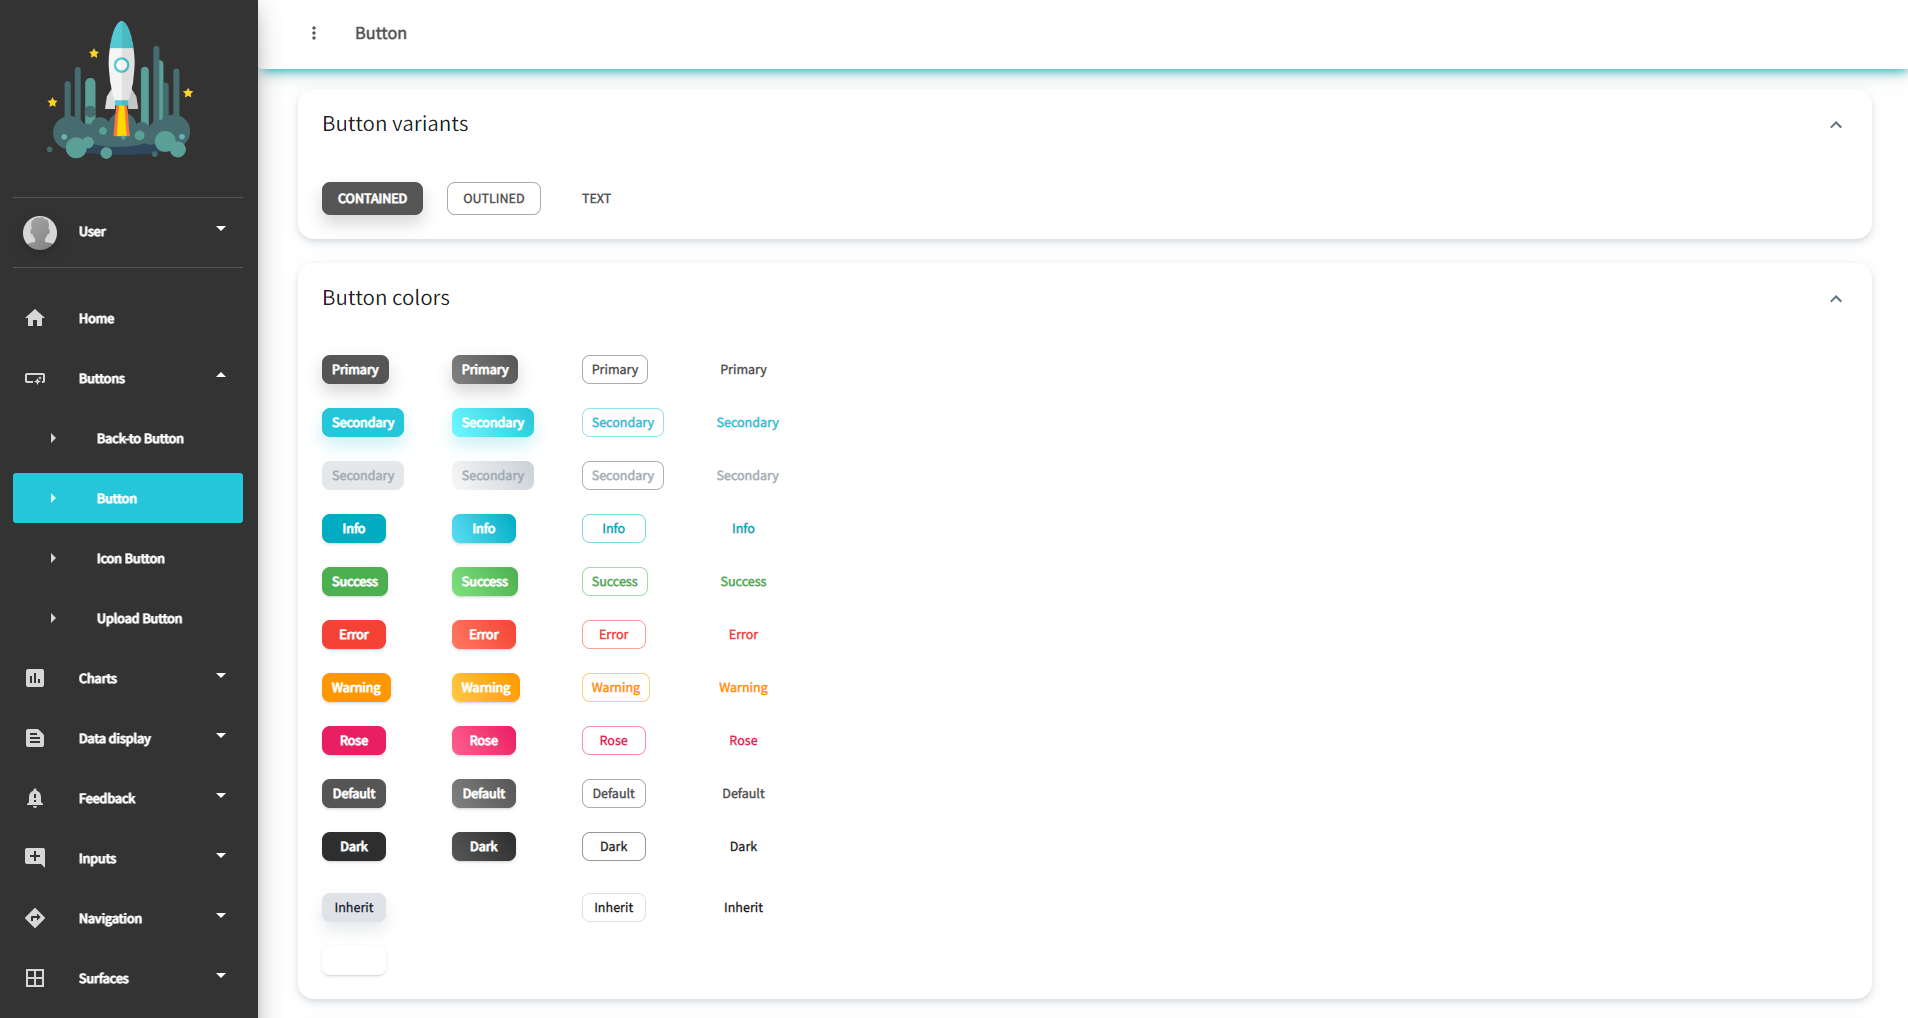 User
Home
Buttons
Back-to Button
Button
Icon Button
Upload Button
Charts
Data display
Feedback
Inputs
Navigation
Surfaces
Button
Button variants
CONTAINED OUTLINED TEXT
Button colors
Primary Primary Primary Primary
Secondary Secondary Secondary Secondary
Secondary Secondary Secondary Secondary
Info Info Info Info
Success Success Success Success
Error Error Error Error
Warning Warning Warning Warning
Rose Rose Rose Rose
Default Default Default Default
Dark Dark Dark Dark
Inherit Inherit Inherit